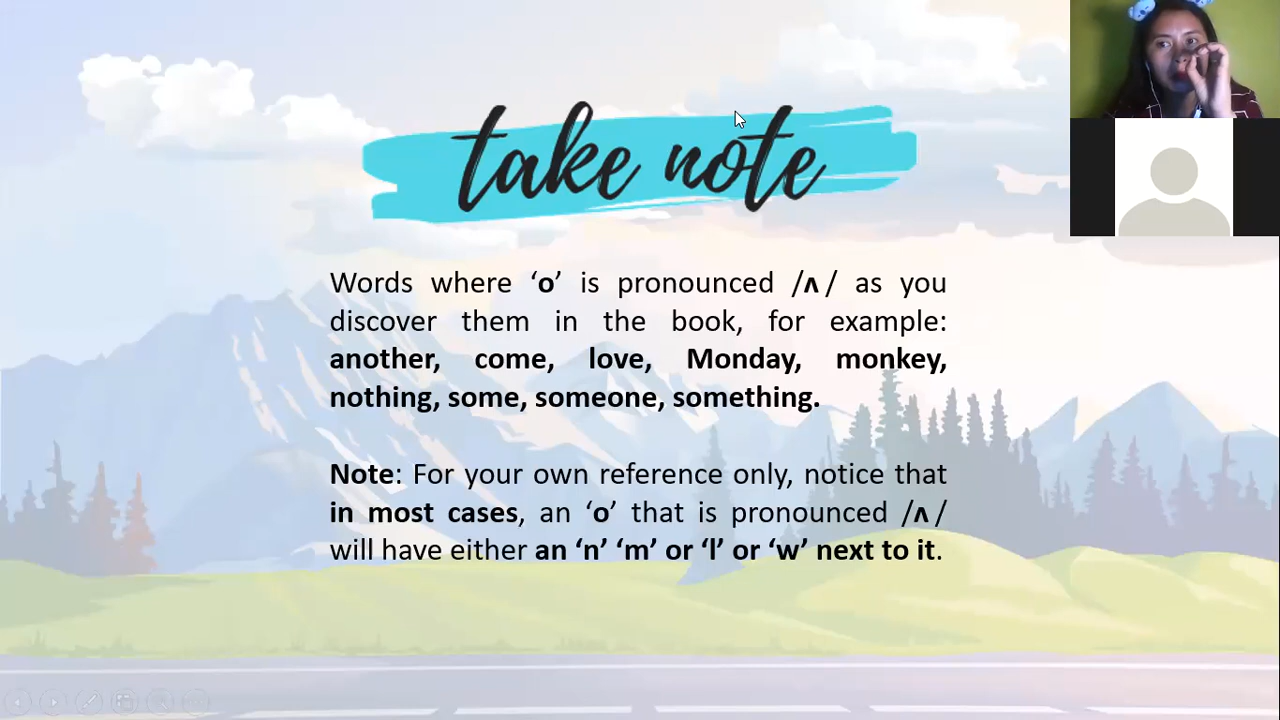 take note
Words where ‘o’ is pronounced /ʌ/ as you
discover them in the book, for example:
another, come, love, Monday, monkey,
nothing, some, someone, something.
Note: For your own reference only, notice that
in most cases, an ‘o’ that is pronounced /ʌ/
will have either an ‘n’ ‘m’ or ‘l’ or ‘w’ next to it.